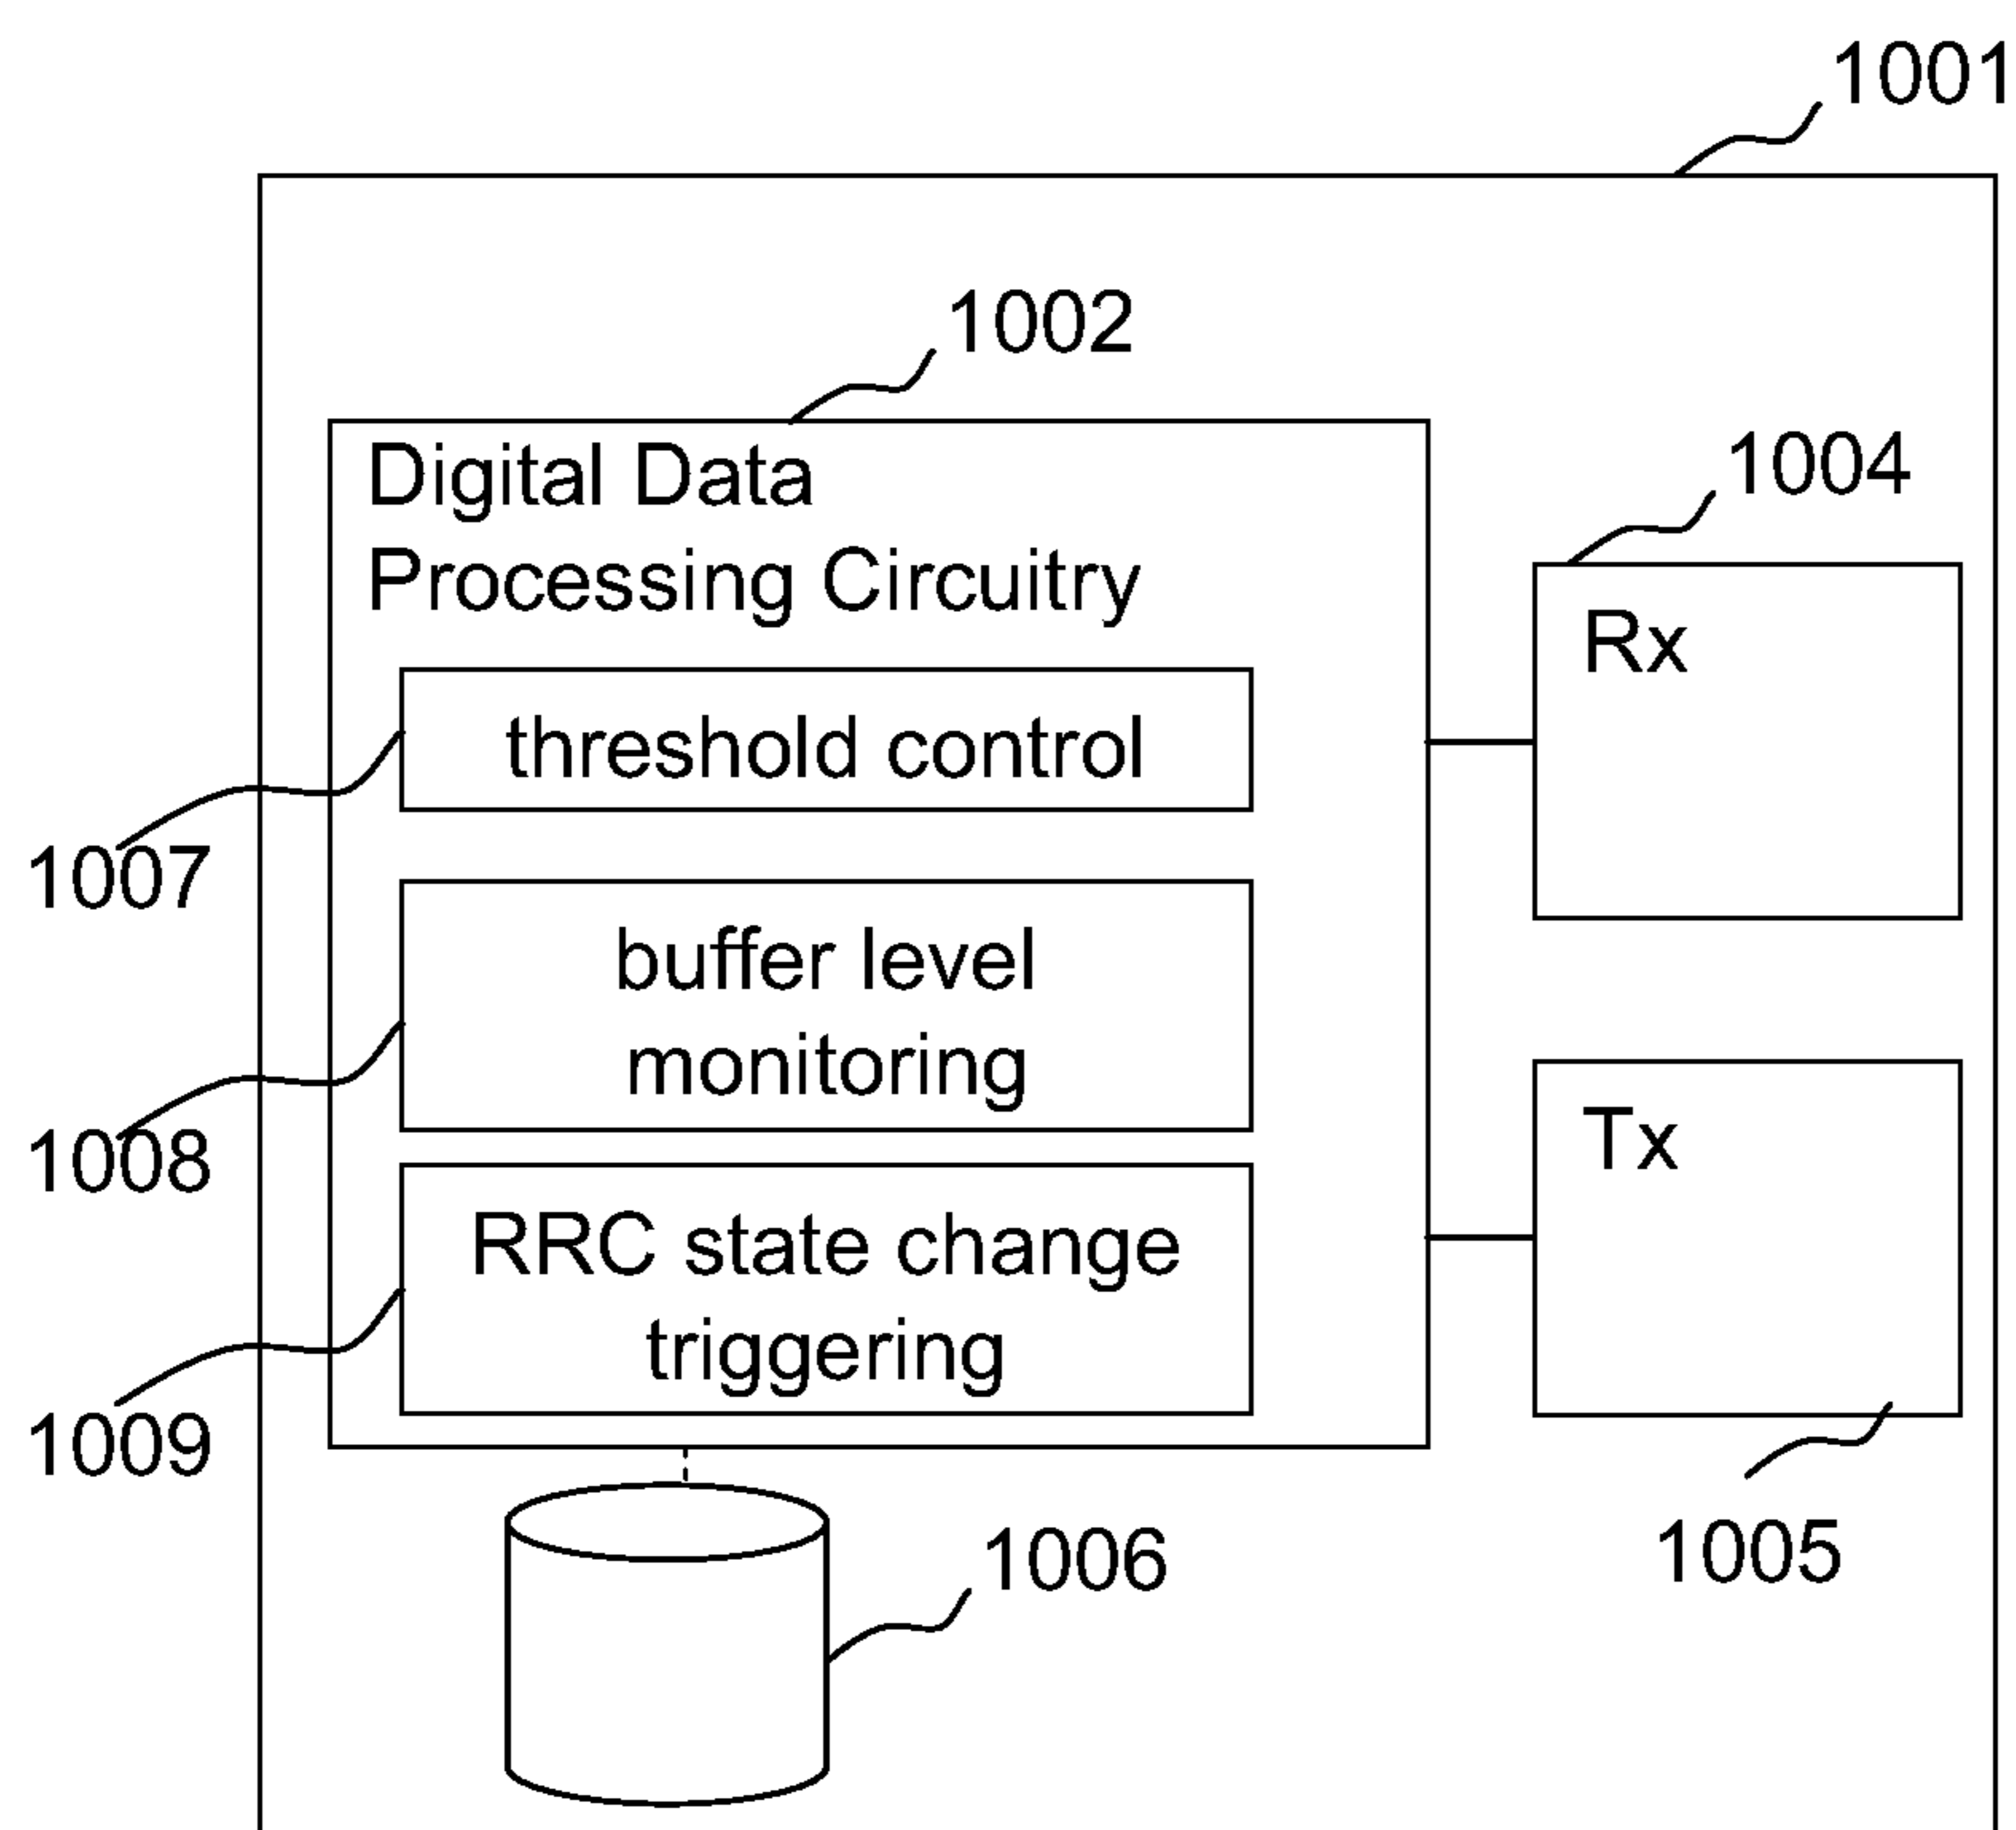 1001
1002
Digital Data
Processing Circuitry
1004
Rx
threshold control
1007
buffer level
monitoring
1008
Tx
RRC state change
triggering
1009
1005
1006